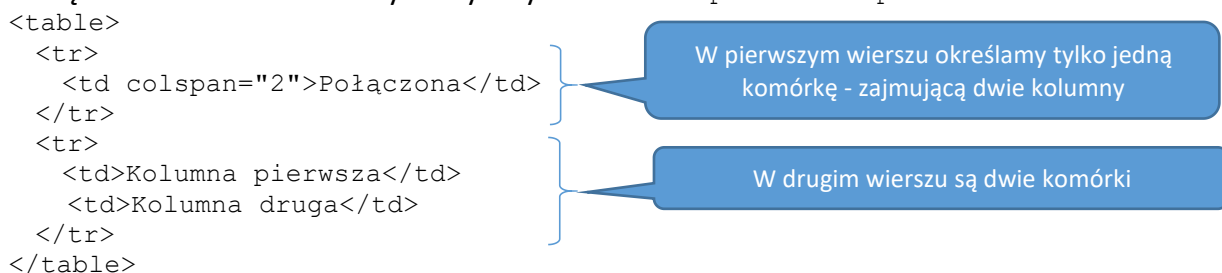 <table>
<tr>
<td colspan="2">Połączona</td>
</tr>
<tr>
<td>Kolumna pierwsza</td>
<td>Kolumna druga</td>
</tr>
</table>
W pierwszym wierszu określamy tylko jedną
komórkę - zajmującą dwie kolumny
W drugim wierszu są dwie komórki